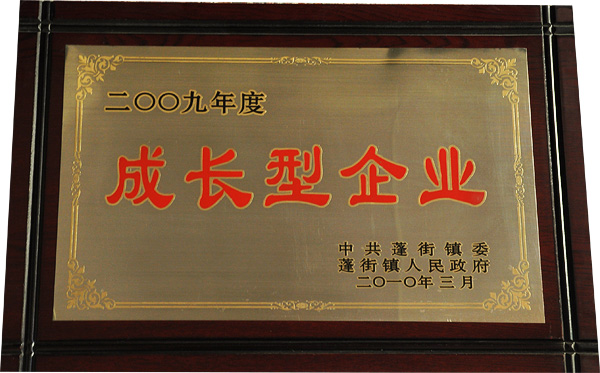 二〇〇九年度
成长型企业
中共蓬街镇委
蓬街镇人民政府
二〇一〇年三月